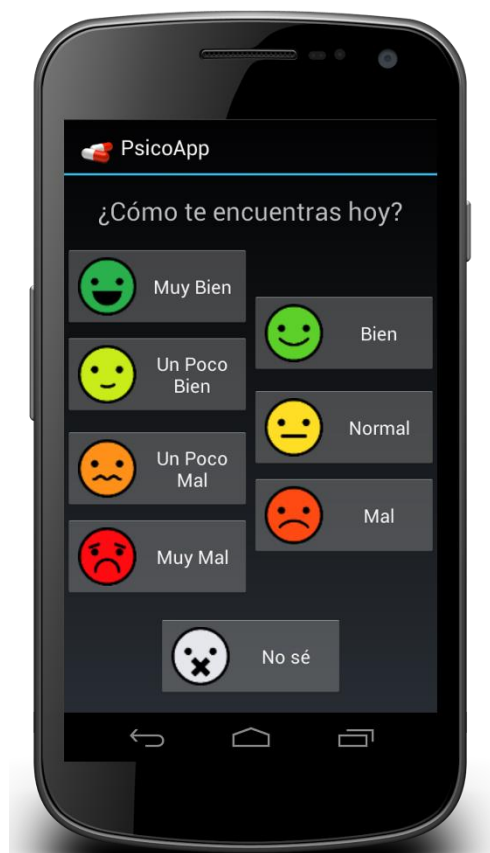 PsicoApp
¿Cómo te encuentras hoy?
Muy Bien
Bien
Un Poco
Bien
Normal
Un Poco
Mal
Mal
Muy Mal
No sé